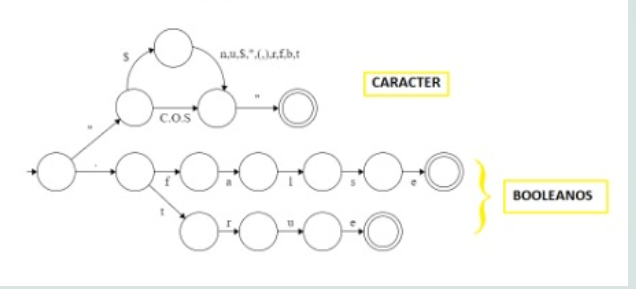 $
n,u,$,",(,),r,f,b,t
CARACTER
"
C.O.S
"
.
f
a
l
s
e
BOOLEANOS
t
r
u
e